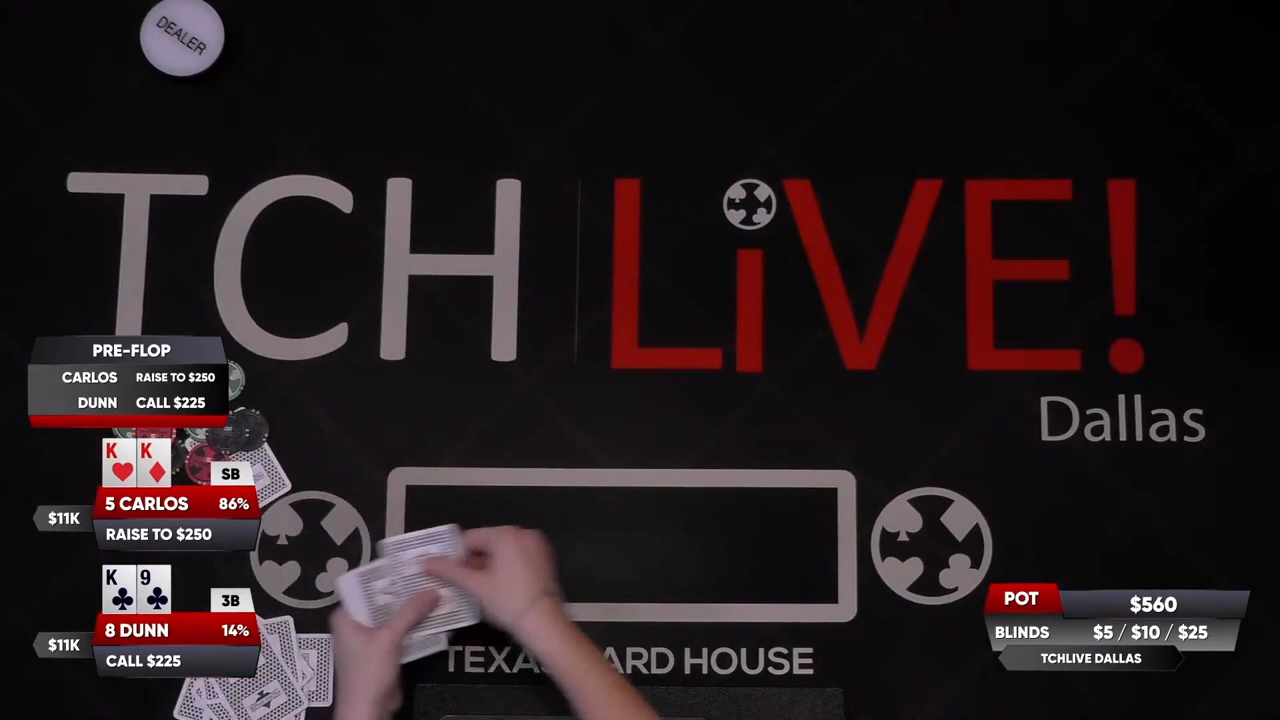 DEALER
TCH LiVE!
Dallas
PRE-FLOP
CARLOS RAISE TO $250
DUNN CALL $225
K K
SB
5 CARLOS 86%
$11K
RAISE TO $250
K 9
3B
8 DUNN 14%
$11K
CALL $225
POT $560
BLINDS $5 / $10 / $25
TCHLIVE DALLAS
HOUSE